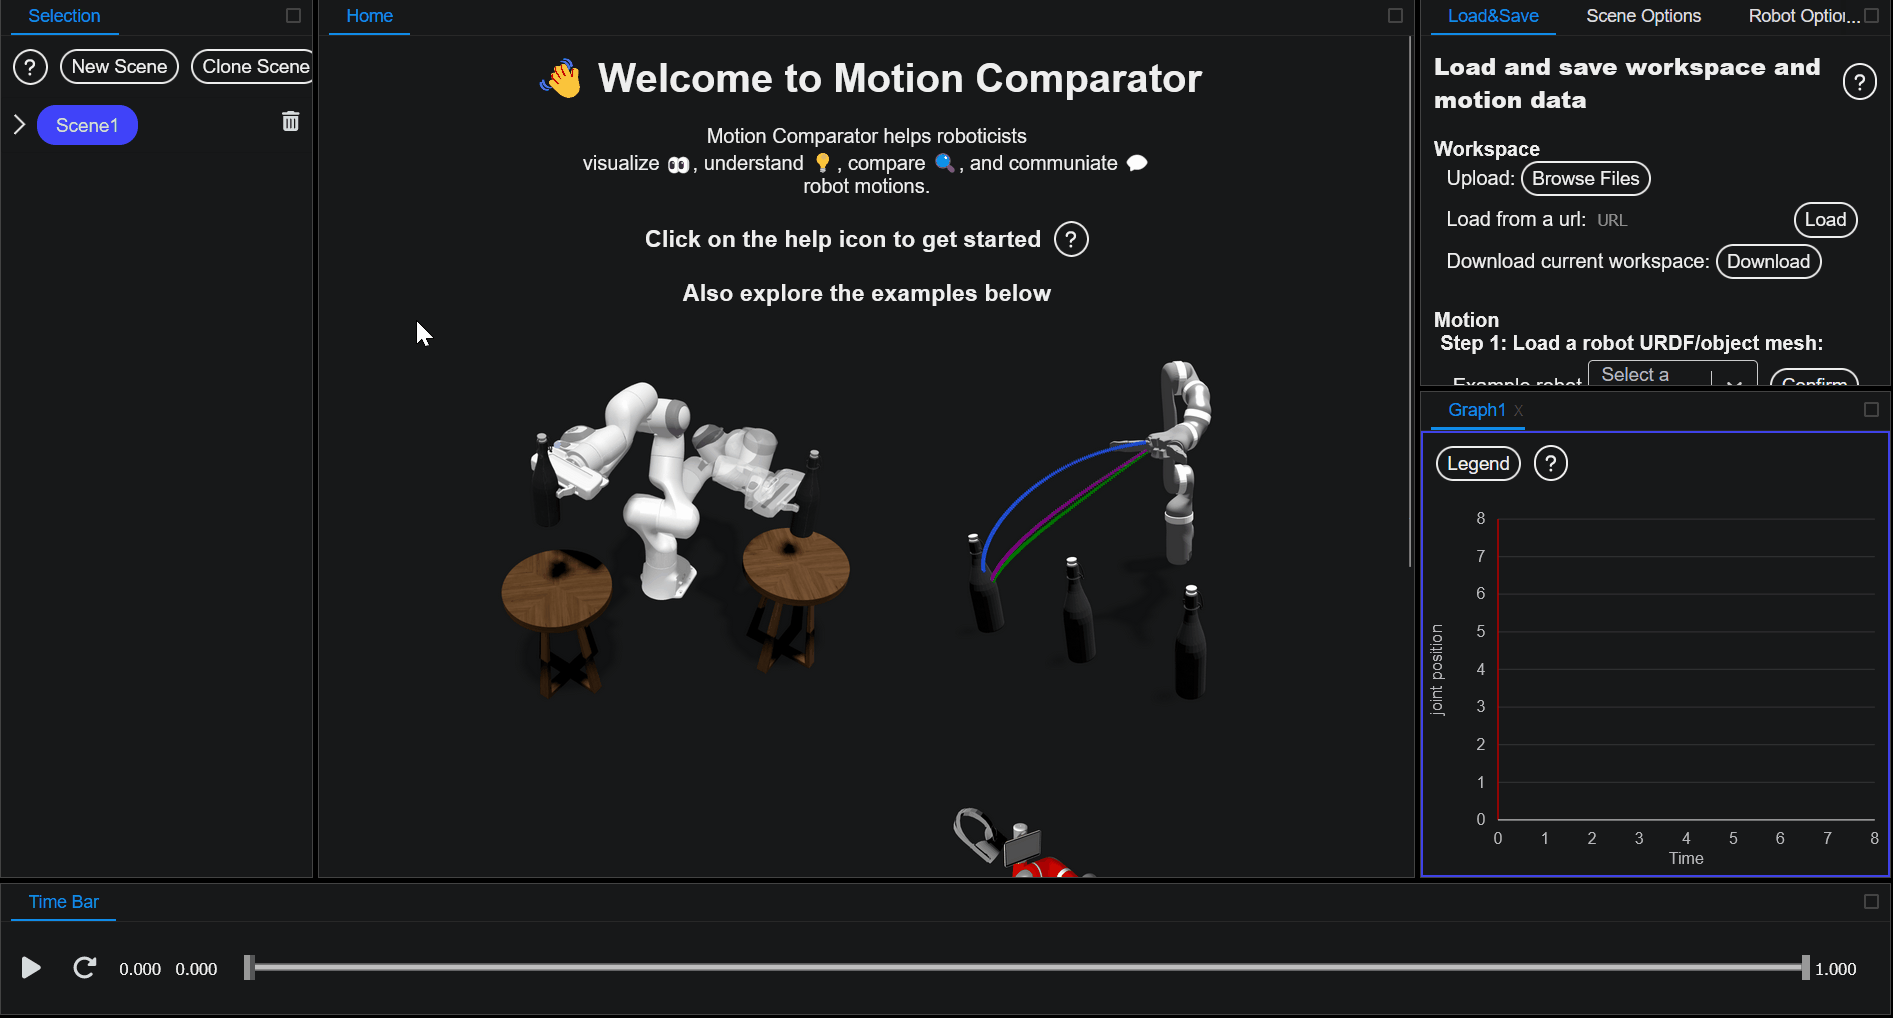 Selection
? New Scene Clone Scene
Scene1
Home
Welcome to Motion Comparator
Motion Comparator helps roboticists
visualize , understand , compare , and communiate
robot motions.
Click on the help icon to get started ?
Also explore the examples below
Load&Save Scene Options Robot Option...
Load and save workspace and
motion data ?
Workspace
Upload: Browse Files
Load from a url: URL Load
Download current workspace: Download
Motion
Step 1: Load a robot URDF/object mesh:
Example robot Select a Confirm
Graph1 X
Legend ?
8
7
6
5
4
3
2
1
0
joint position
0 1 2 3 4 5 6 7 8
Time
Time Bar
0.000 0.000 1.000